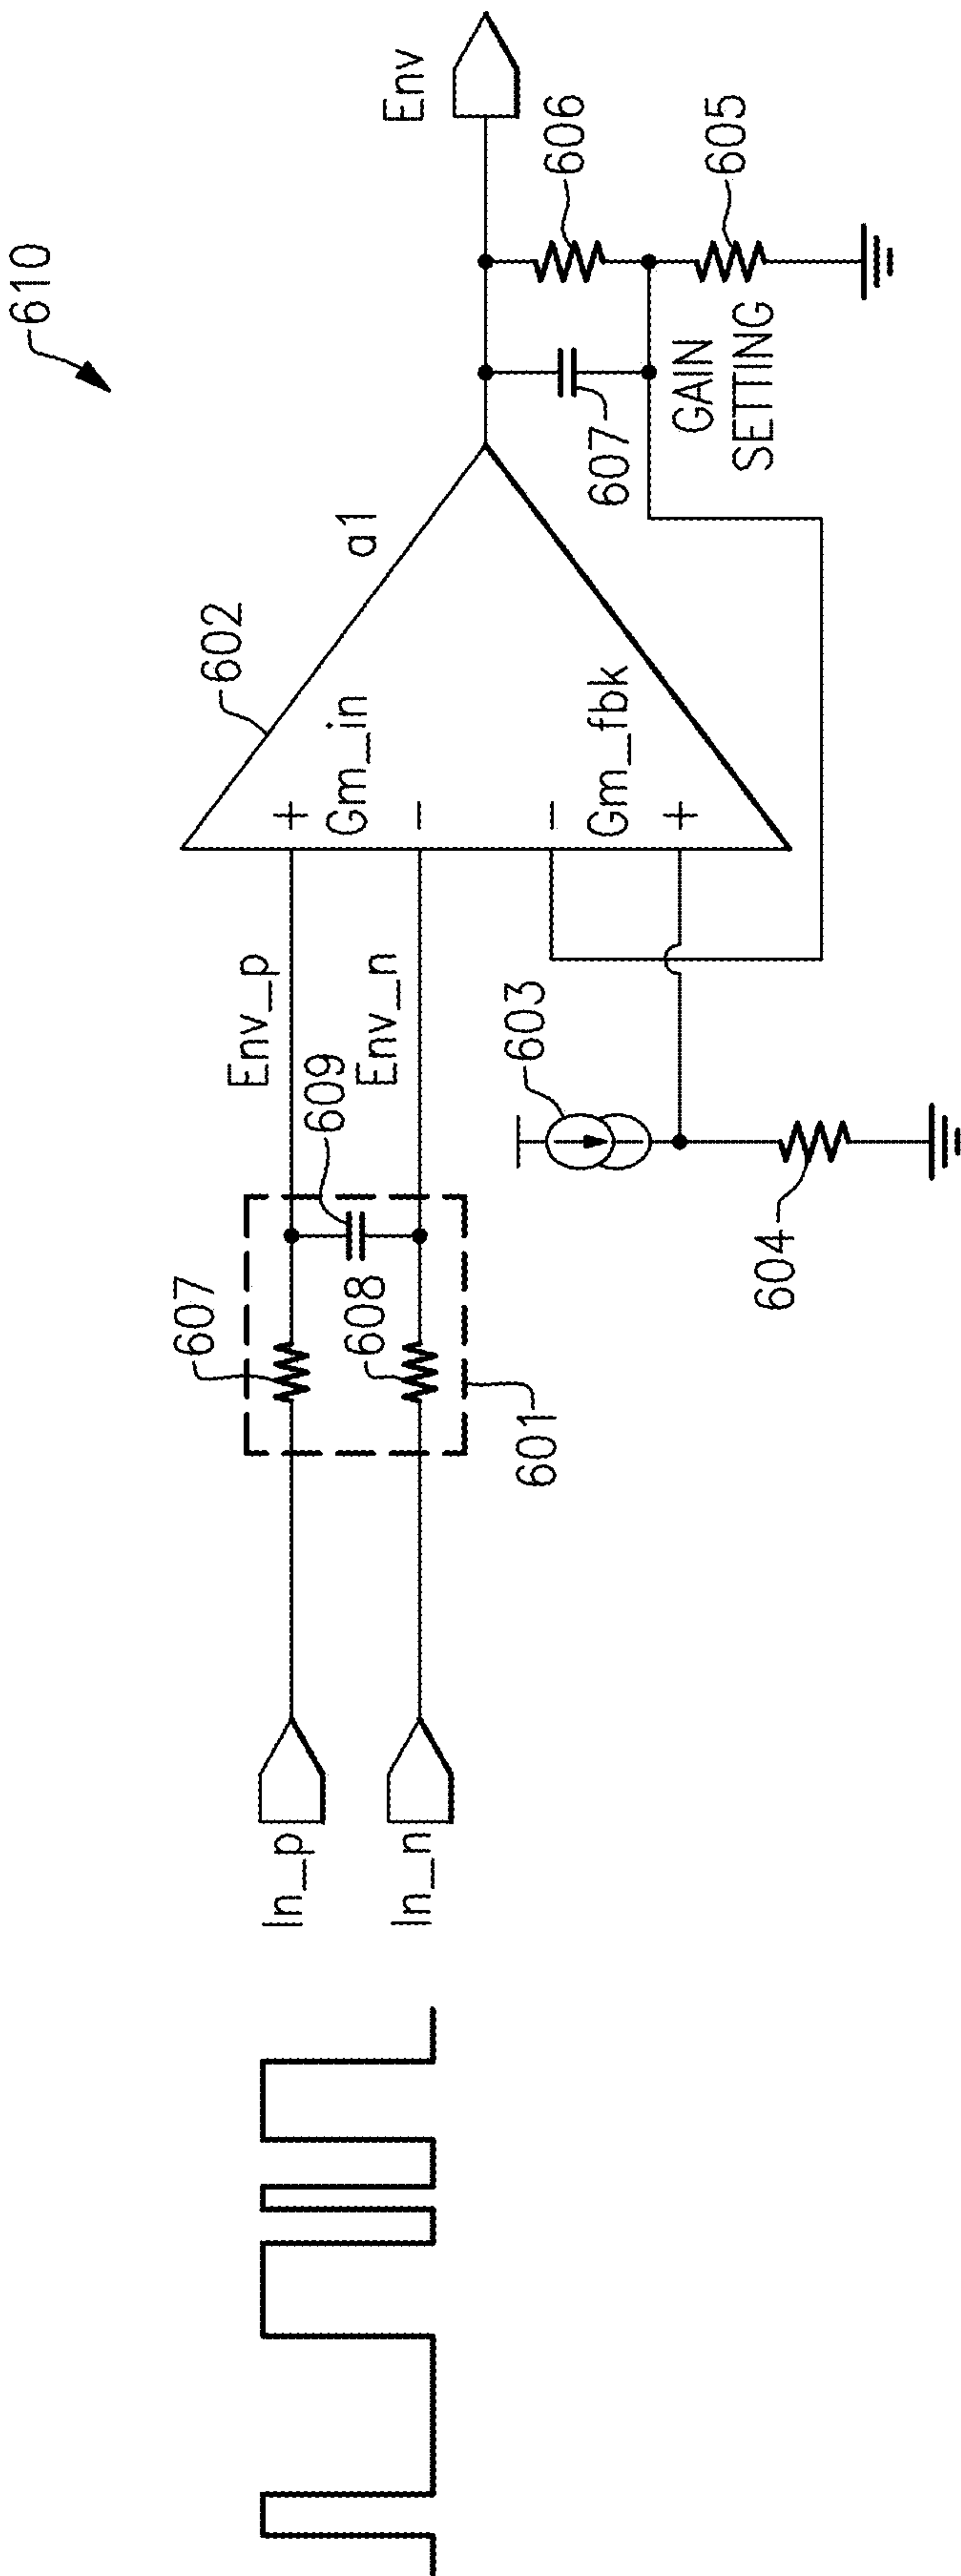 610
602
a1
Env
+
Gm_in
−
−
Gm_fbk
+
606
605
607
GAIN
SETTING
Env_p
Env_n
609
607
608
601
603
604
In_p
In_n